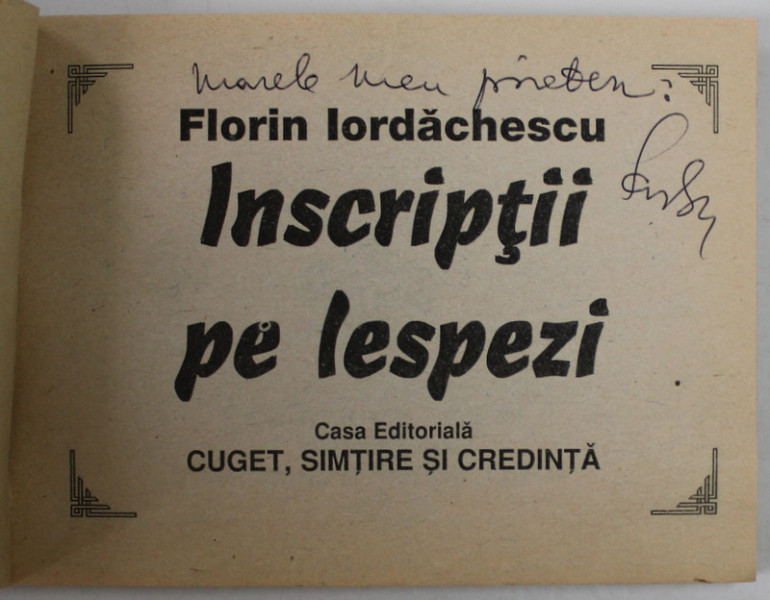 marele meu prieten:
Florin Iordăchescu
Inscripţii
pe lespezi
Casa Editorială
CUGET, SIMŢIRE ŞI CREDINŢĂ